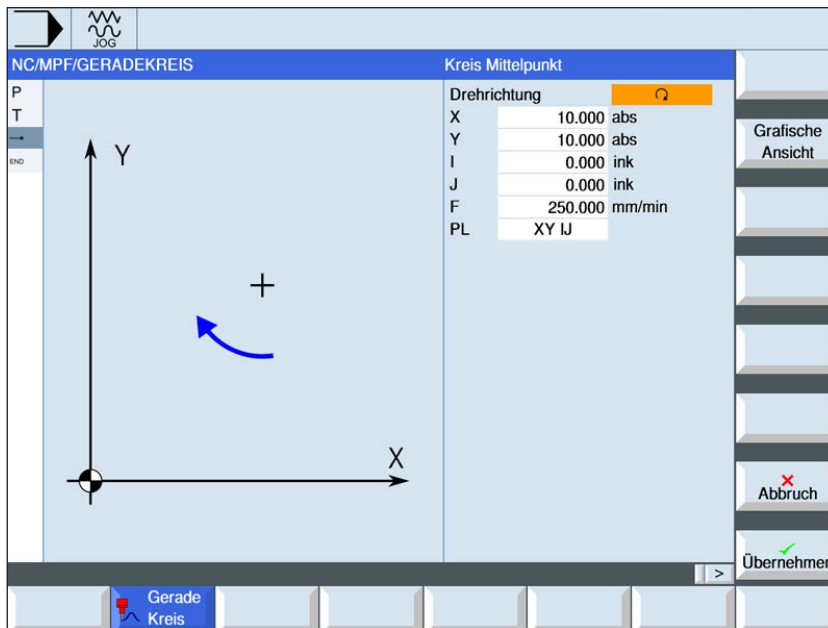 JOG
NC/MPF/GERADEKREIS
Kreis Mittelpunkt
P
T
END
Y
X
Drehrichtung
X 10.000 abs
Y 10.000 abs
I 0.000 ink
J 0.000 ink
F 250.000 mm/min
PL XY IJ
Grafische
Ansicht
Abbruch
Übernehmen
>
Gerade
Kreis